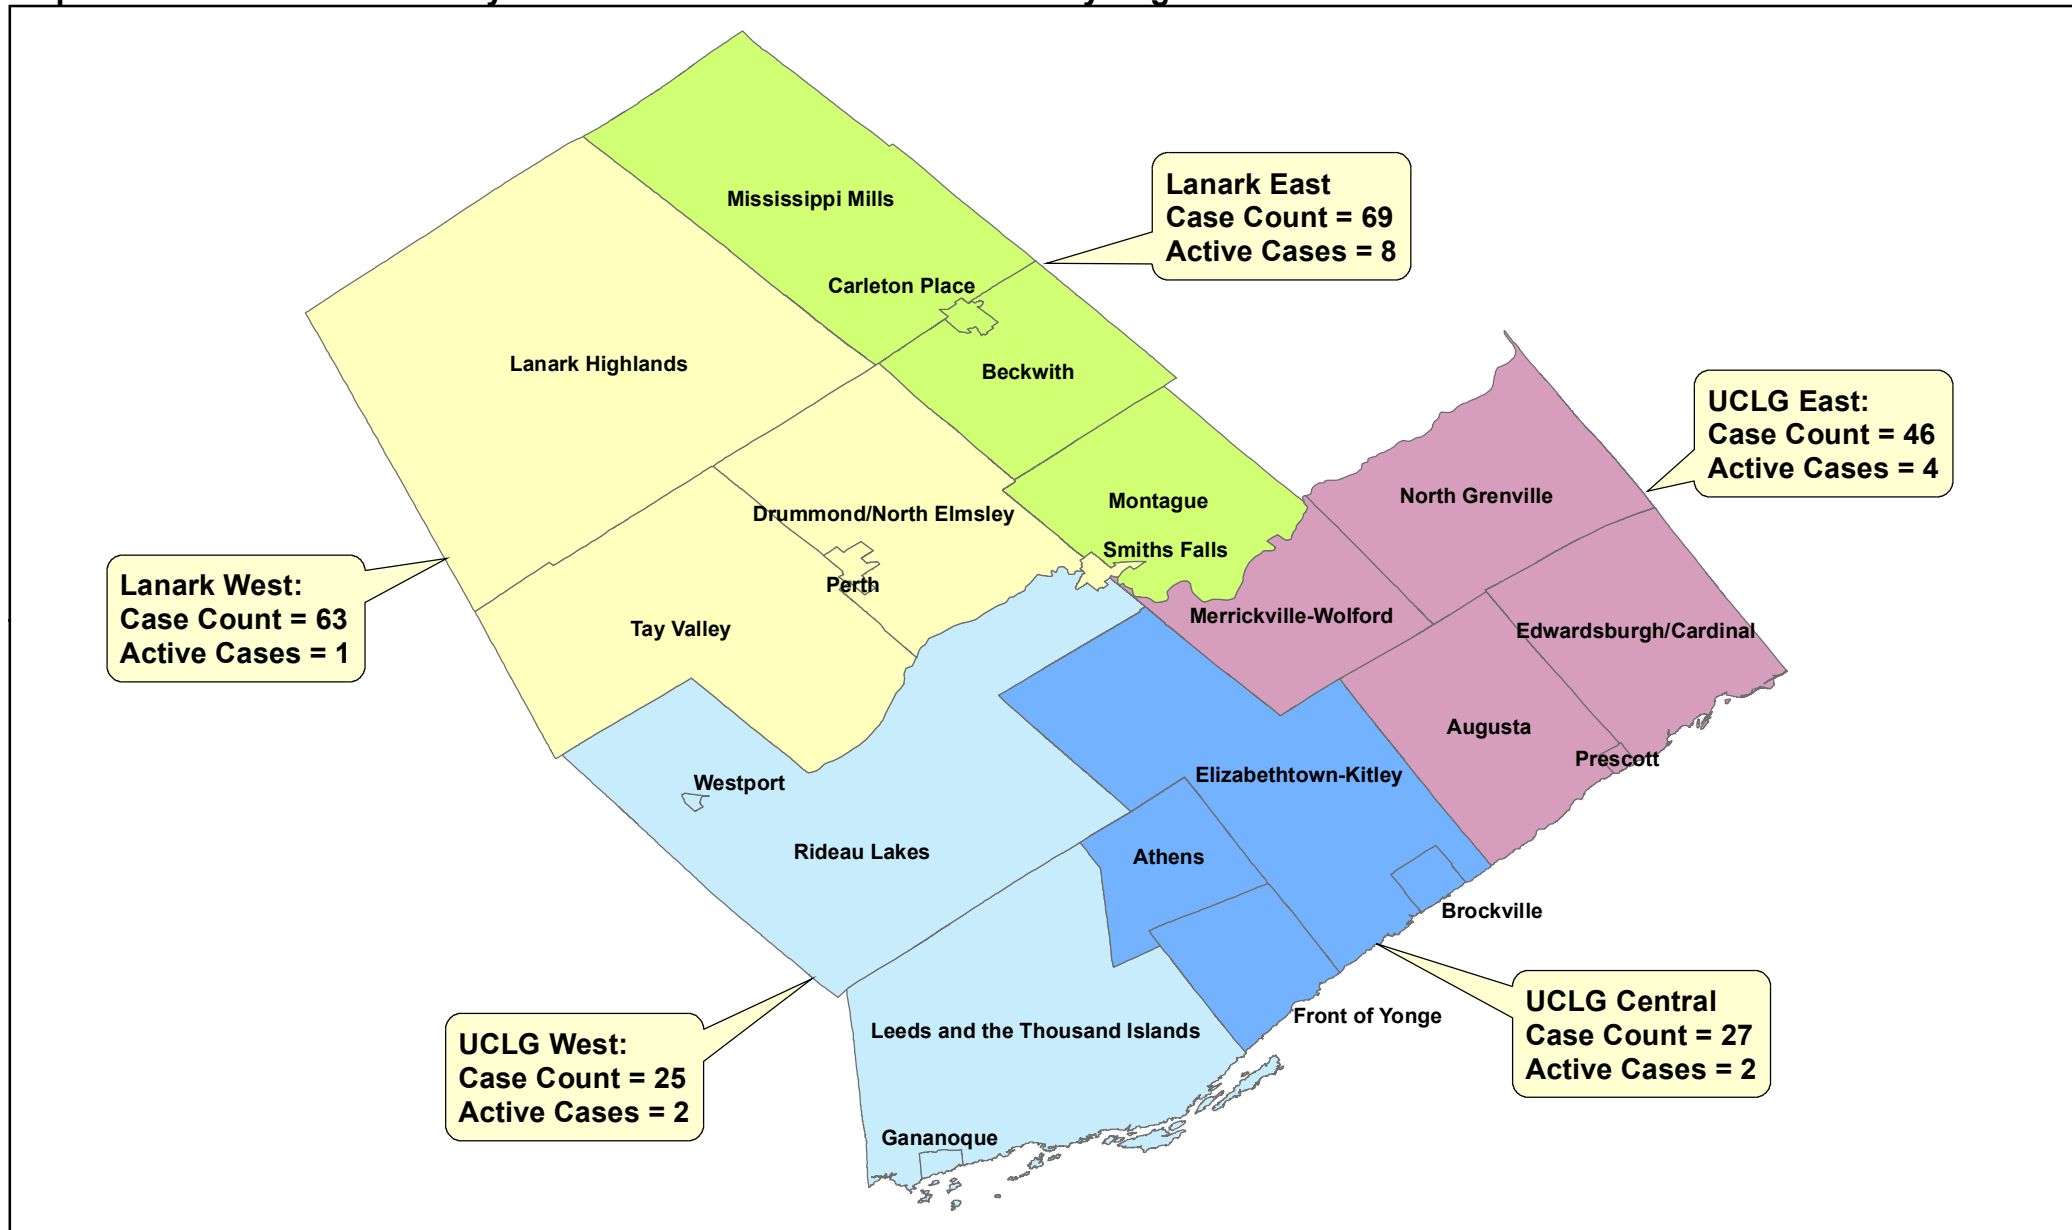 Mississippi Mills
Lanark East
Case Count = 69
Active Cases = 8
Carleton Place
Lanark Highlands
Beckwith
UCLG East:
Case Count = 46
Active Cases = 4
North Grenville
Montague
Drummond/North Elmsley
Smiths Falls
Perth
Lanark West:
Case Count = 63
Active Cases = 1
Tay Valley
Merrickville-Wolford
Edwardsburgh/Cardinal
Augusta
Prescott
Westport
Elizabethtown-Kitley
Rideau Lakes
Athens
Brockville
UCLG Central
Case Count = 27
Active Cases = 2
Front of Yonge
Leeds and the Thousand Islands
UCLG West:
Case Count = 25
Active Cases = 2
Gananoque